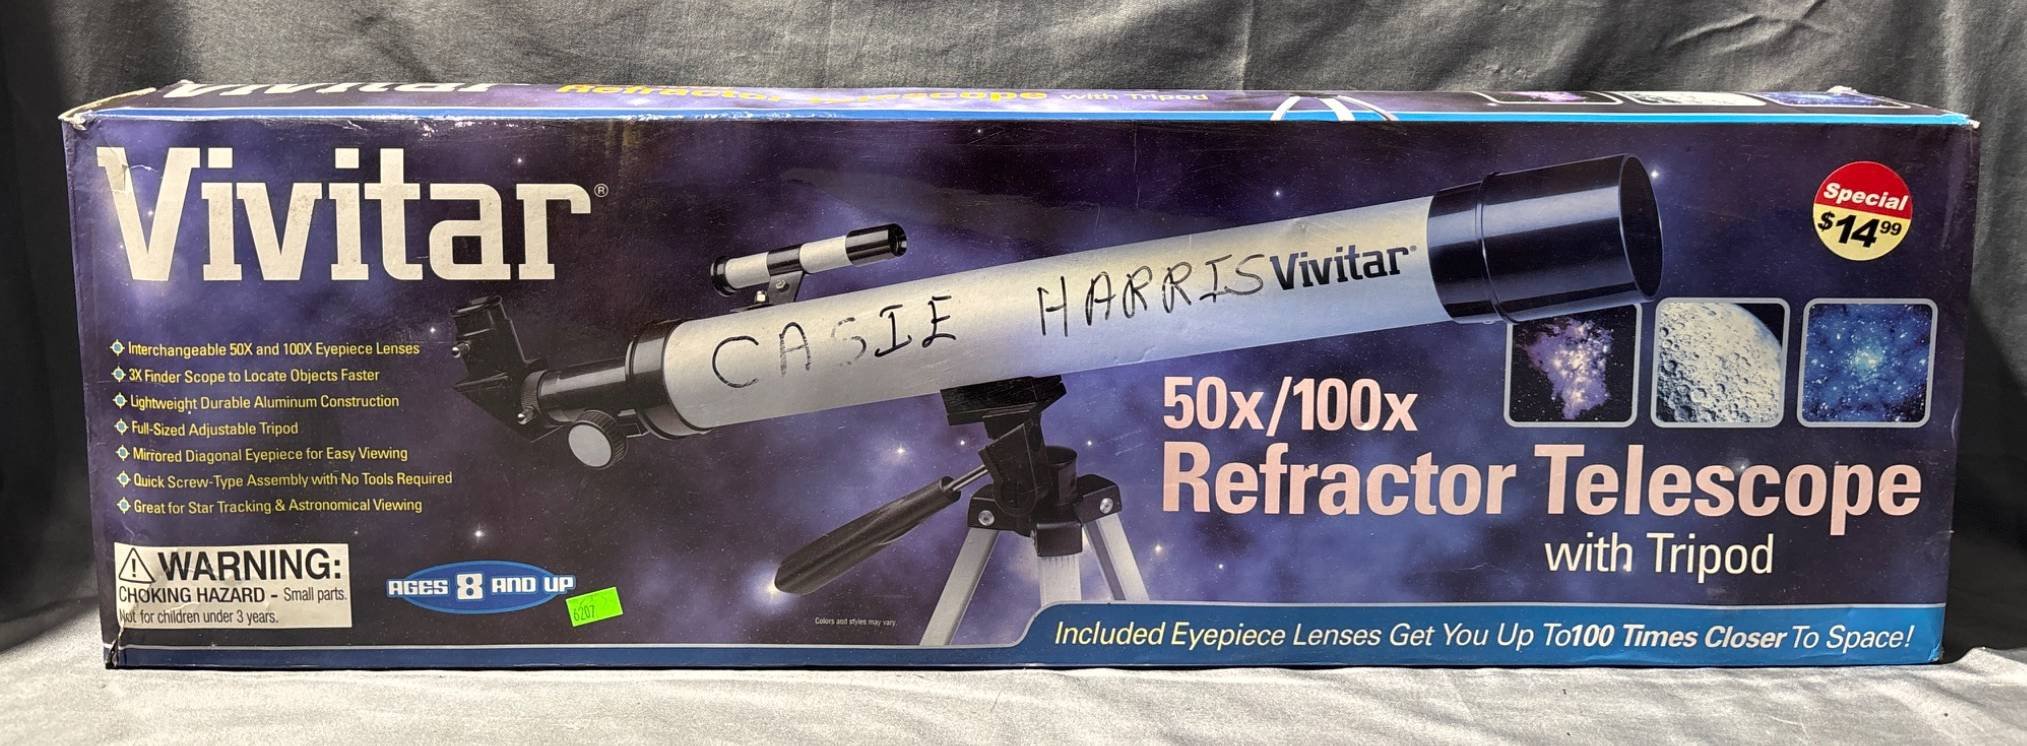 Vivitar Refractor Telescope with Tripod
Vivitar®
Special
$14.99
CASIE HARRIS Vivitar
Interchangeable 50X and 100X Eyepiece Lenses
3X Finder Scope to Locate Objects Faster
Lightweight Durable Aluminum Construction
Full-Sized Adjustable Tripod
Mirrored Diagonal Eyepiece for Easy Viewing
Quick Screw-Type Assembly with No Tools Required
Great for Star Tracking & Astronomical Viewing
50x/100x
Refractor Telescope
with Tripod
WARNING:
CHOKING HAZARD - Small parts.
Not for children under 3 years.
AGES 8 AND UP
6207
Colors and styles may vary
Included Eyepiece Lenses Get You Up To100 Times Closer To Space!